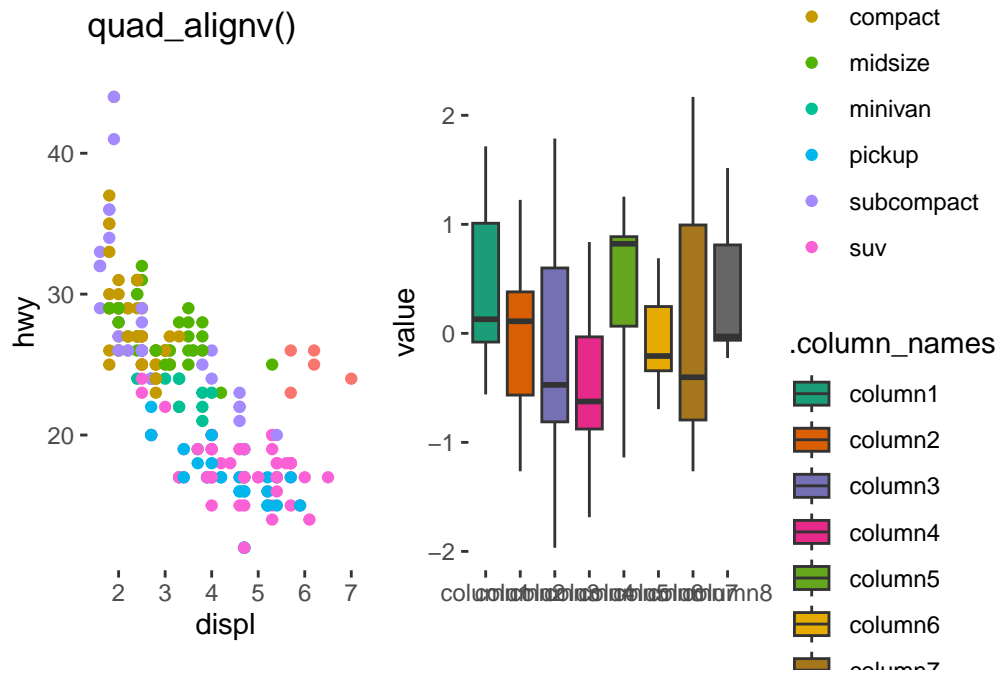 quad_alignv()
hwy
40
30
20
2 3 4 5 6 7
displ
value
2
1
0
−1
−2
column8
compact
midsize
minivan
pickup
subcompact
suv
.column_names
column1
column2
column3
column4
column5
column6
column7